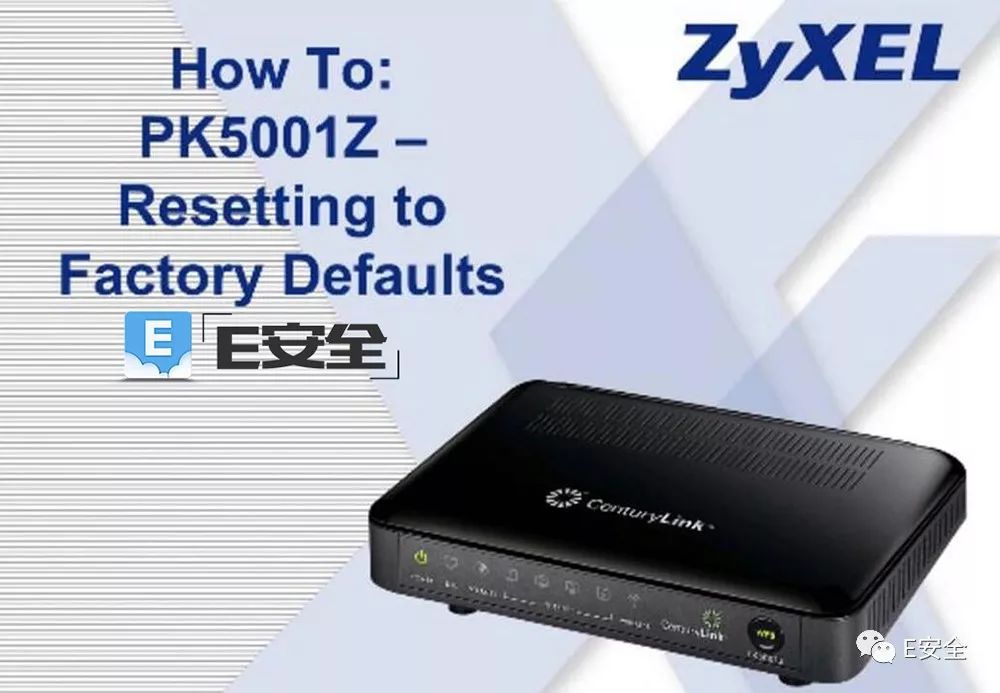 How To:
PK5001Z –
Resetting to
Factory Defaults
ZyXEL
E
E安全
CenturyLink
CenturyLink
WPS
E安全